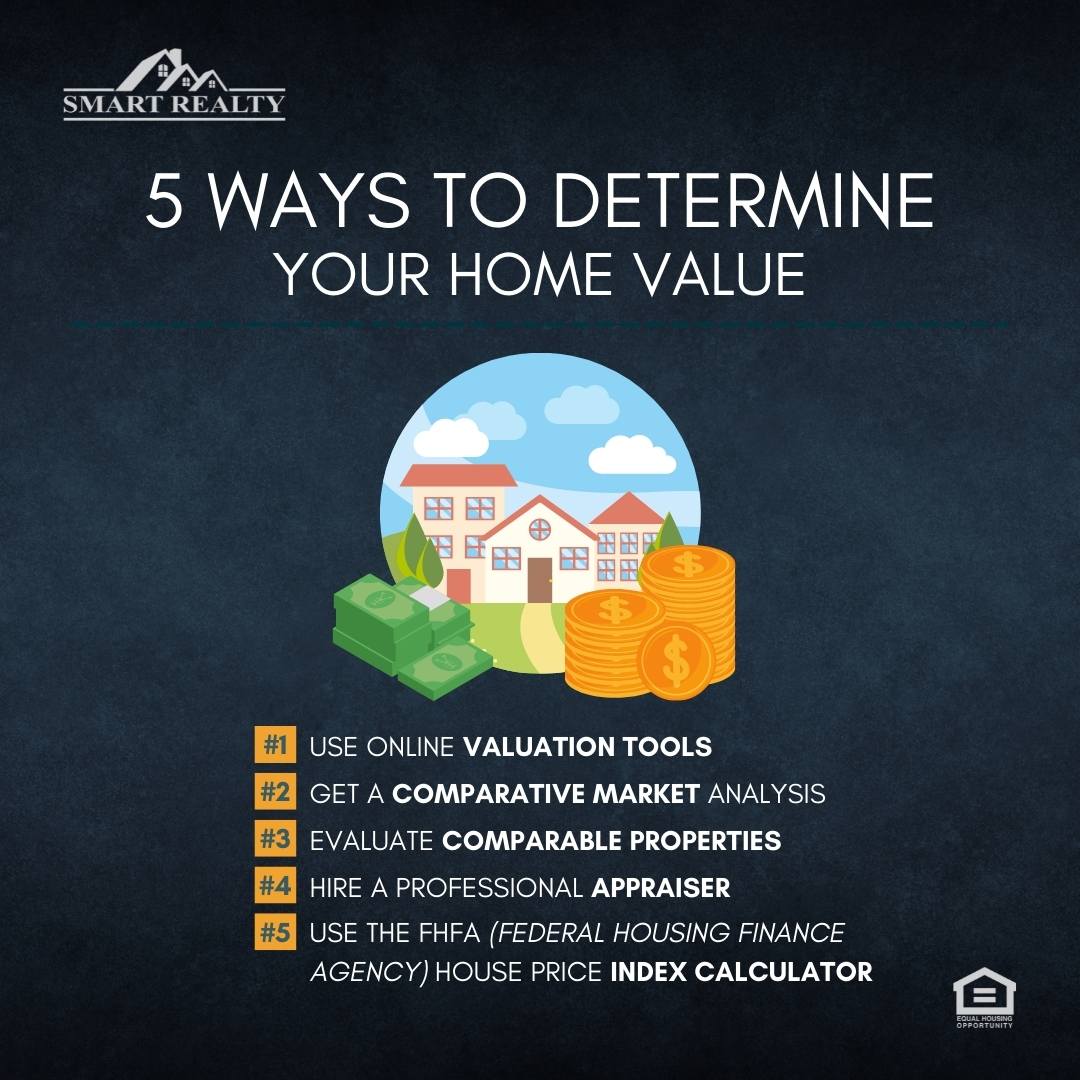 SMART REALTY
5 WAYS TO DETERMINE
YOUR HOME VALUE
#1 USE ONLINE VALUATION TOOLS
#2 GET A COMPARATIVE MARKET ANALYSIS
#3 EVALUATE COMPARABLE PROPERTIES
#4 HIRE A PROFESSIONAL APPRAISER
#5 USE THE FHFA (FEDERAL HOUSING FINANCE
AGENCY) HOUSE PRICE INDEX CALCULATOR
EQUAL HOUSING
OPPORTUNITY